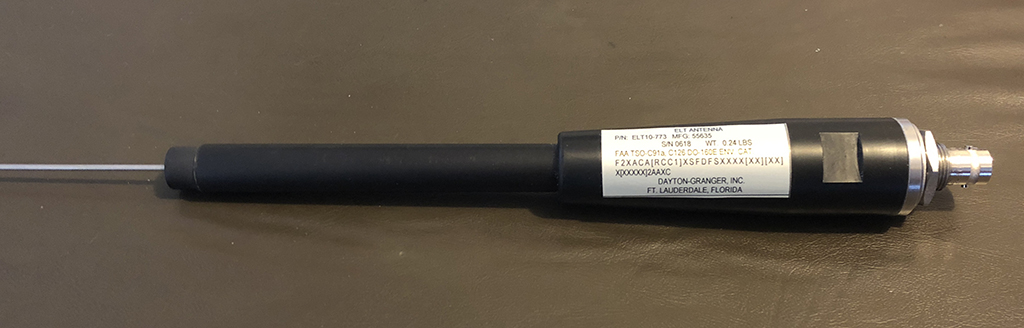 ELT ANTENNA
P/N: ELT10-773 MFG: 55635
S/N 0618 WT. 0.24 LBS
FAA TSO C91a, C126 DO-160E ENV. CAT.
F2XACA[RCC1]XSFDFSXXXX[XX][XX]
X[XXXXX]2AAXC
DAYTON-GRANGER, INC.
FT. LAUDERDALE, FLORIDA